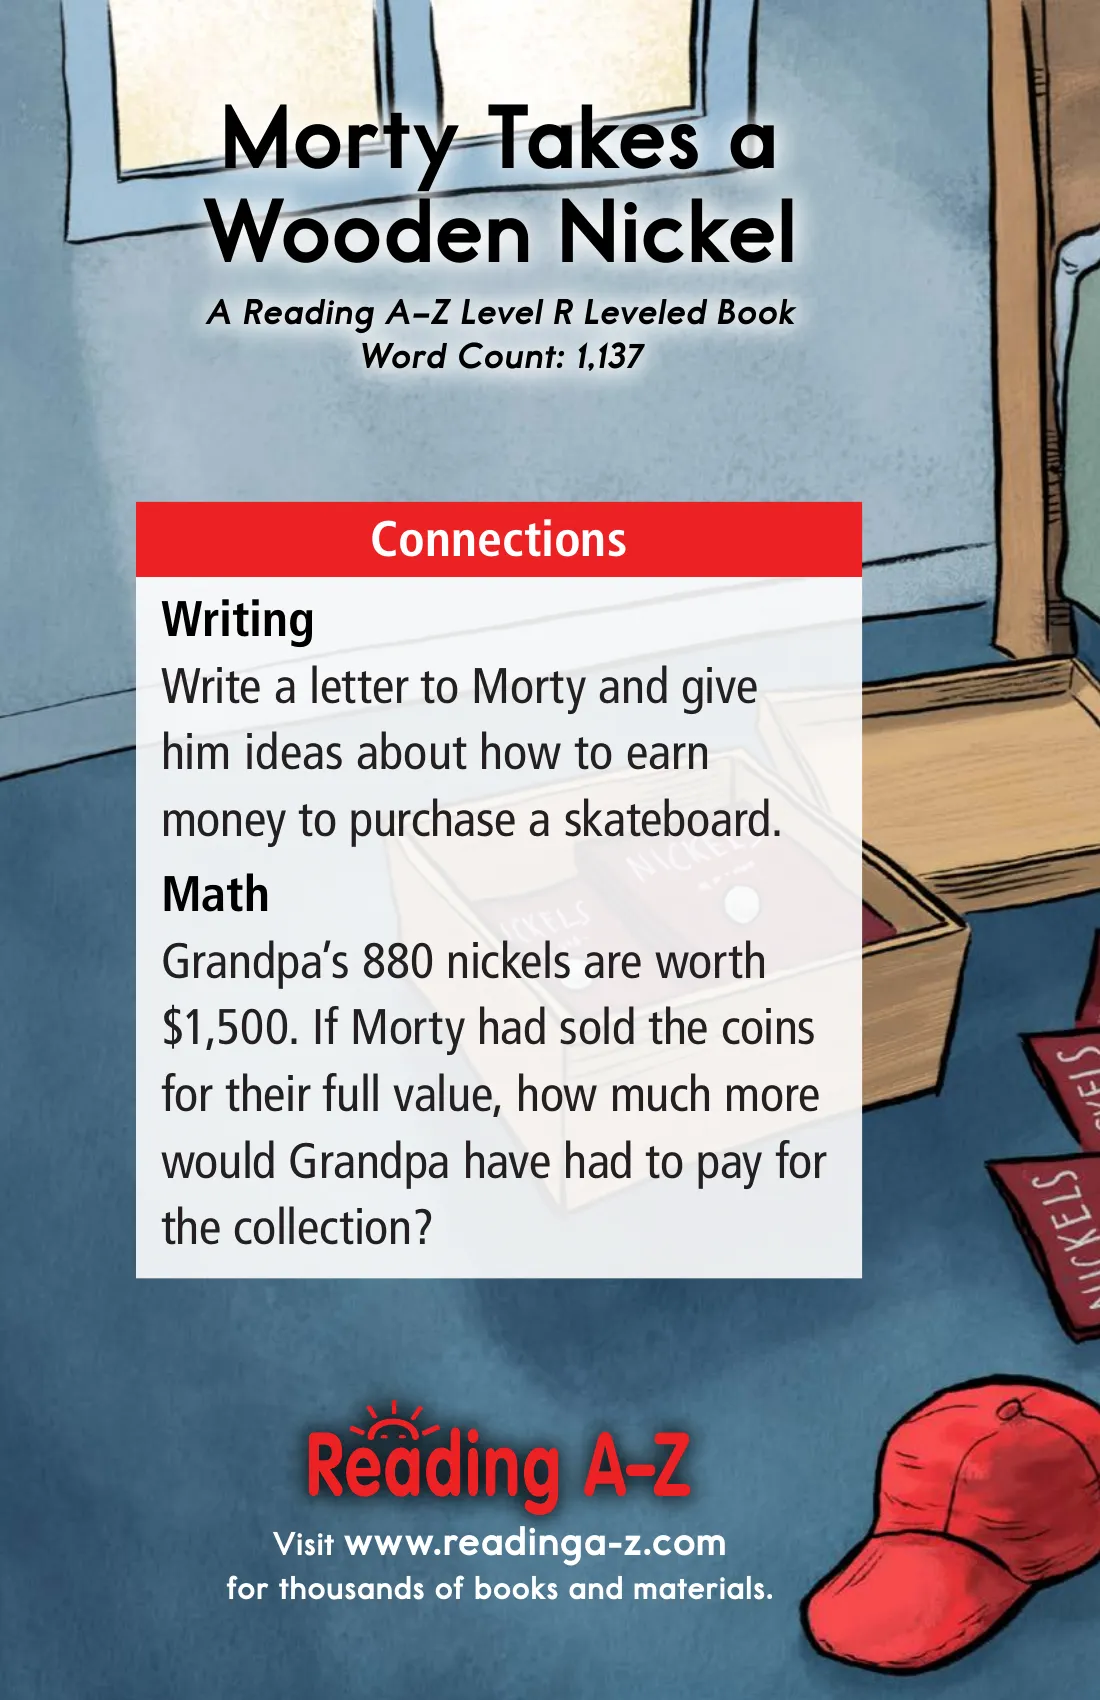 Morty Takes a
Wooden Nickel
A Reading A–Z Level R Leveled Book
Word Count: 1,137
Connections
Writing
Write a letter to Morty and give
him ideas about how to earn
money to purchase a skateboard.
Math
Grandpa’s 880 nickels are worth
$1,500. If Morty had sold the coins
for their full value, how much more
would Grandpa have had to pay for
the collection?
NICKELS
NICKELS
Reading A–Z
Visit www.readinga-z.com
for thousands of books and materials.